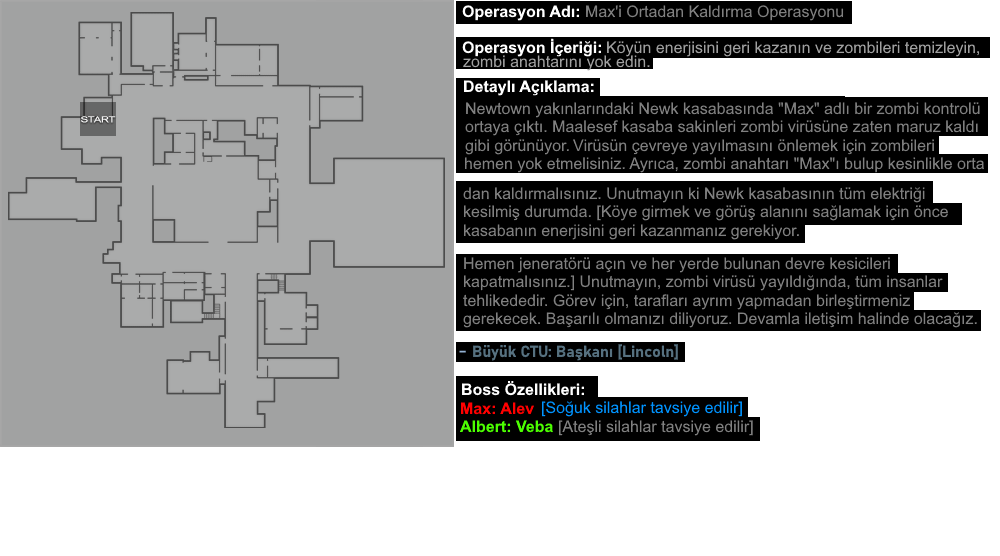 START
Operasyon Adı: Max'i Ortadan Kaldırma Operasyonu
Operasyon İçeriği: Köyün enerjisini geri kazanın ve zombileri temizleyin,
zombi anahtarını yok edin.
Detaylı Açıklama:
Newtown yakınlarındaki Newk kasabasında "Max" adlı bir zombi kontrolü
ortaya çıktı. Maalesef kasaba sakinleri zombi virüsüne zaten maruz kaldı
gibi görünüyor. Virüsün çevreye yayılmasını önlemek için zombileri
hemen yok etmelisiniz. Ayrıca, zombi anahtarı "Max"ı bulup kesinlikle orta
dan kaldırmalısınız. Unutmayın ki Newk kasabasının tüm elektriği
kesilmiş durumda. [Köye girmek ve görüş alanını sağlamak için önce
kasabanın enerjisini geri kazanmanız gerekiyor.
Hemen jeneratörü açın ve her yerde bulunan devre kesicileri
kapatmalısınız.] Unutmayın, zombi virüsü yayıldığında, tüm insanlar
tehlikededir. Görev için, tarafları ayrım yapmadan birleştirmeniz
gerekecek. Başarılı olmanızı diliyoruz. Devamla iletişim halinde olacağız.
- Büyük CTU: Başkanı [Lincoln]
Boss Özellikleri:
Max: Alev [Soğuk silahlar tavsiye edilir]
Albert: Veba [Ateşli silahlar tavsiye edilir]